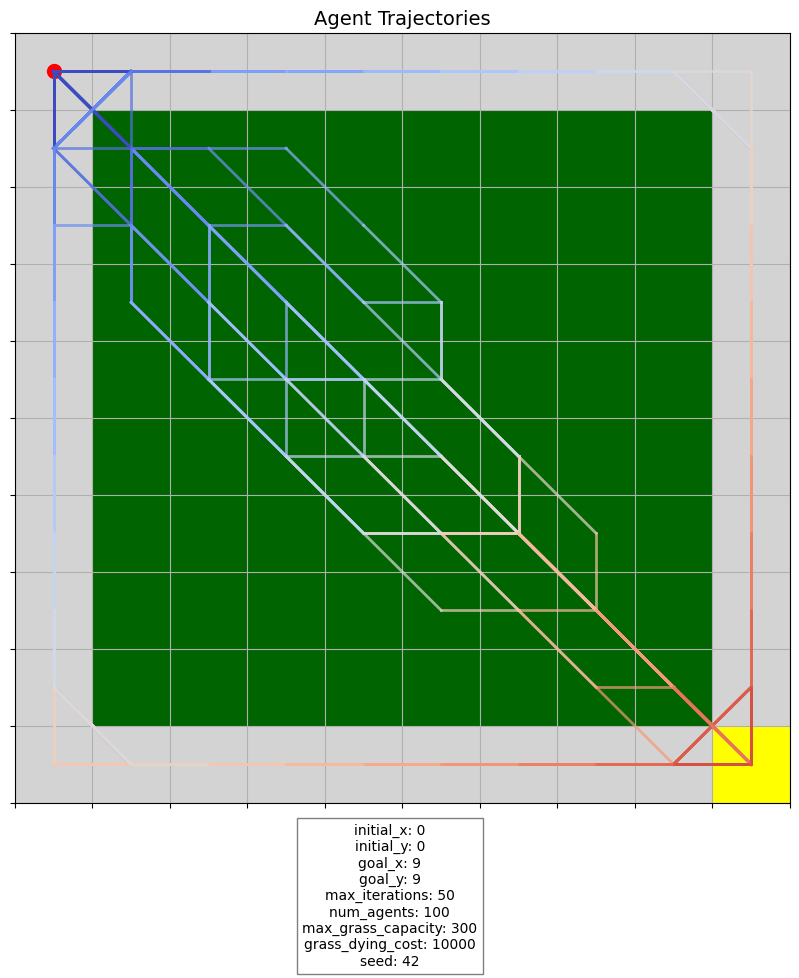 Agent Trajectories
initial_x: 0
initial_y: 0
goal_x: 9
goal_y: 9
max_iterations: 50
num_agents: 100
max_grass_capacity: 300
grass_dying_cost: 10000
seed: 42